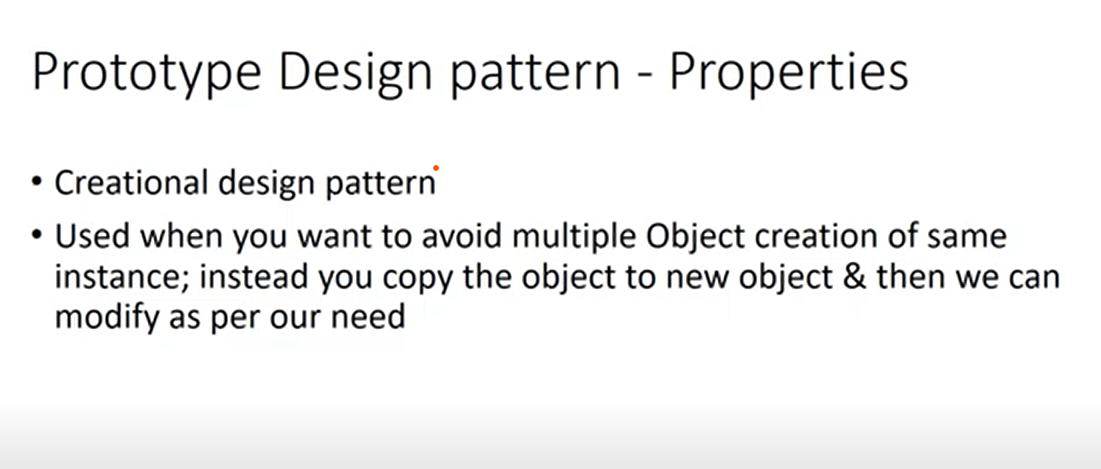 Prototype Design pattern - Properties
• Creational design pattern
• Used when you want to avoid multiple Object creation of same
instance; instead you copy the object to new object & then we can
modify as per our need